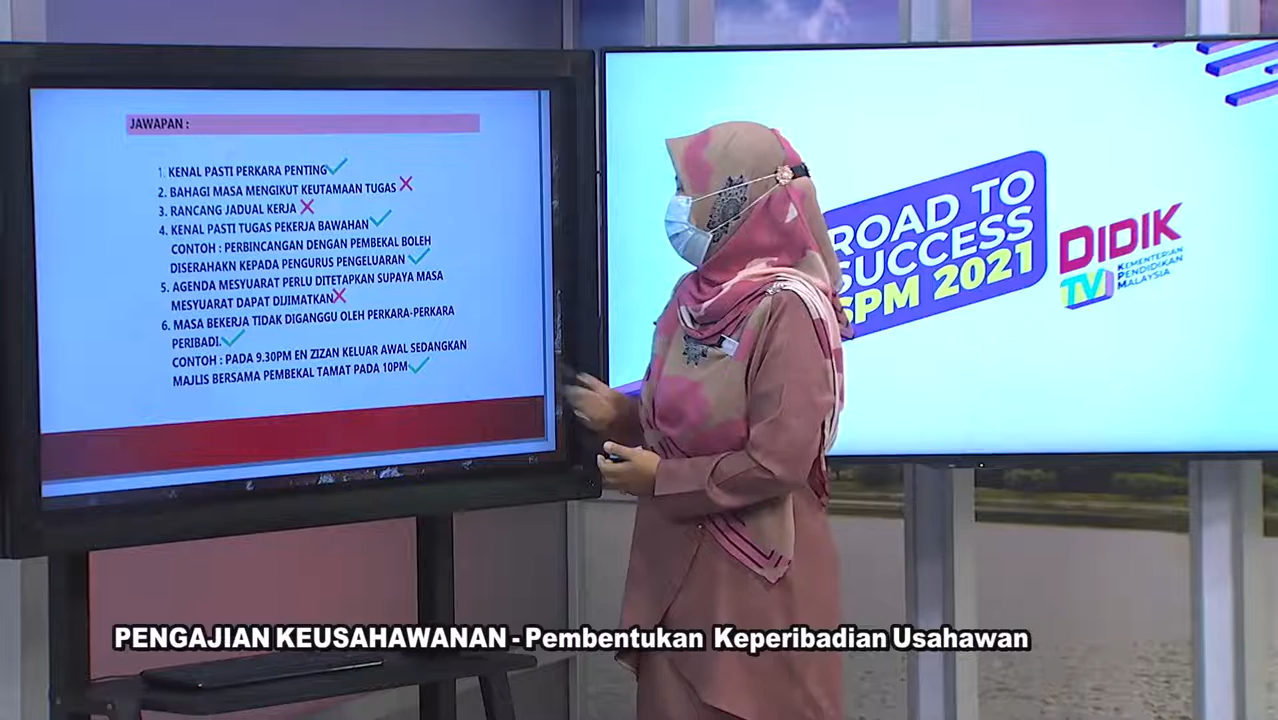 JAWAPAN :
1. KENAL PASTI PERKARA PENTING
2. BAHAGI MASA MENGIKUT KEUTAMAAN TUGAS
3. RANCANG JADUAL KERJA
4. KENAL PASTI TUGAS PEKERJA BAWAHAN
CONTOH : PERBINCANGAN DENGAN PEMBEKAL BOLEH
DISERAHAKN KEPADA PENGURUS PENGELUARAN
5. AGENDA MESYUARAT PERLU DITETAPKAN SUPAYA MASA
MESYUARAT DAPAT DIJIMATKAN
6. MASA BEKERJA TIDAK DIGANGGU OLEH PERKARA-PERKARA
PERIBADI.
CONTOH : PADA 9.30PM EN ZIZAN KELUAR AWAL SEDANGKAN
MAJLIS BERSAMA PEMBEKAL TAMAT PADA 10PM
ROAD TO
SUCCESS
SPM 2021
DIDIK
TV
KEMENTERIAN
PENDIDIKAN
MALAYSIA
PENGAJIAN KEUSAHAWANAN - Pembentukan Keperibadian Usahawan